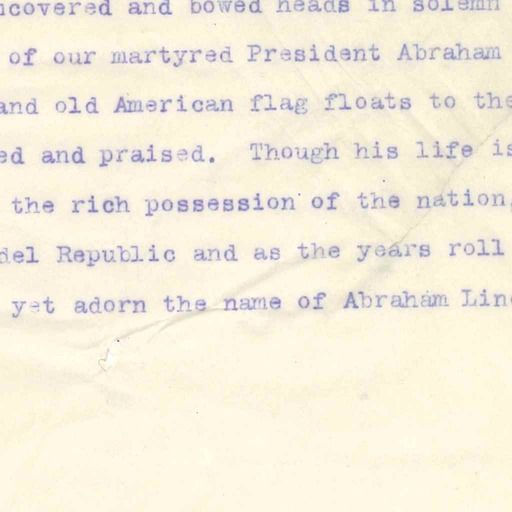 ncovered and bowed heads in solemn
of our martyred President Abraham
and old American flag floats to the
ed and praised. Though his life is
the rich possession of the nation,
del Republic and as the years roll
yet adorn the name of Abraham Linc